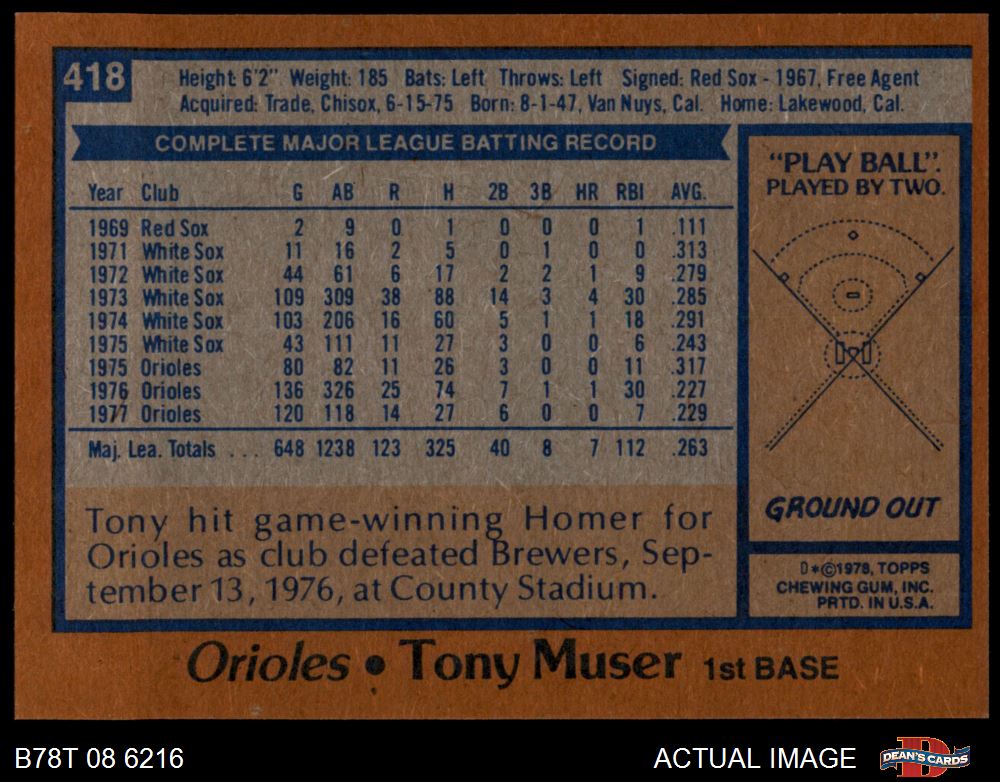 418
Height: 6'2" Weight: 185 Bats: Left Throws: Left Signed: Red Sox - 1967, Free Agent
Acquired: Trade, Chisox, 6-15-75 Born: 8-1-47, Van Nuys, Cal. Home: Lakewood, Cal.
COMPLETE MAJOR LEAGUE BATTING RECORD
Year Club G AB R H 2B 3B HR RBI AVG.
1969 Red Sox 2 9 0 1 0 0 0 1 .111
1971 White Sox 11 16 2 5 0 1 0 0 .313
1972 White Sox 44 61 6 17 2 2 1 9 .279
1973 White Sox 109 309 38 88 14 3 4 30 .285
1974 White Sox 103 206 16 60 5 1 1 18 .291
1975 White Sox 43 111 11 27 3 0 0 6 .243
1975 Orioles 80 82 11 26 3 0 0 11 .317
1976 Orioles 136 326 25 74 7 1 1 30 .227
1977 Orioles 120 118 14 27 6 0 0 7 .229
Maj. Lea. Totals . . . 648 1238 123 325 40 8 7 112 .263
Tony hit game-winning Homer for
Orioles as club defeated Brewers, Sep-
tember 13, 1976, at County Stadium.
"PLAY BALL".
PLAYED BY TWO.
GROUND OUT
D*©1978, TOPPS
CHEWING GUM, INC.
PRTD. IN U.S.A.
Orioles • Tony Muser 1st BASE
B78T 08 6216
ACTUAL IMAGE
DEAN'S CARDS